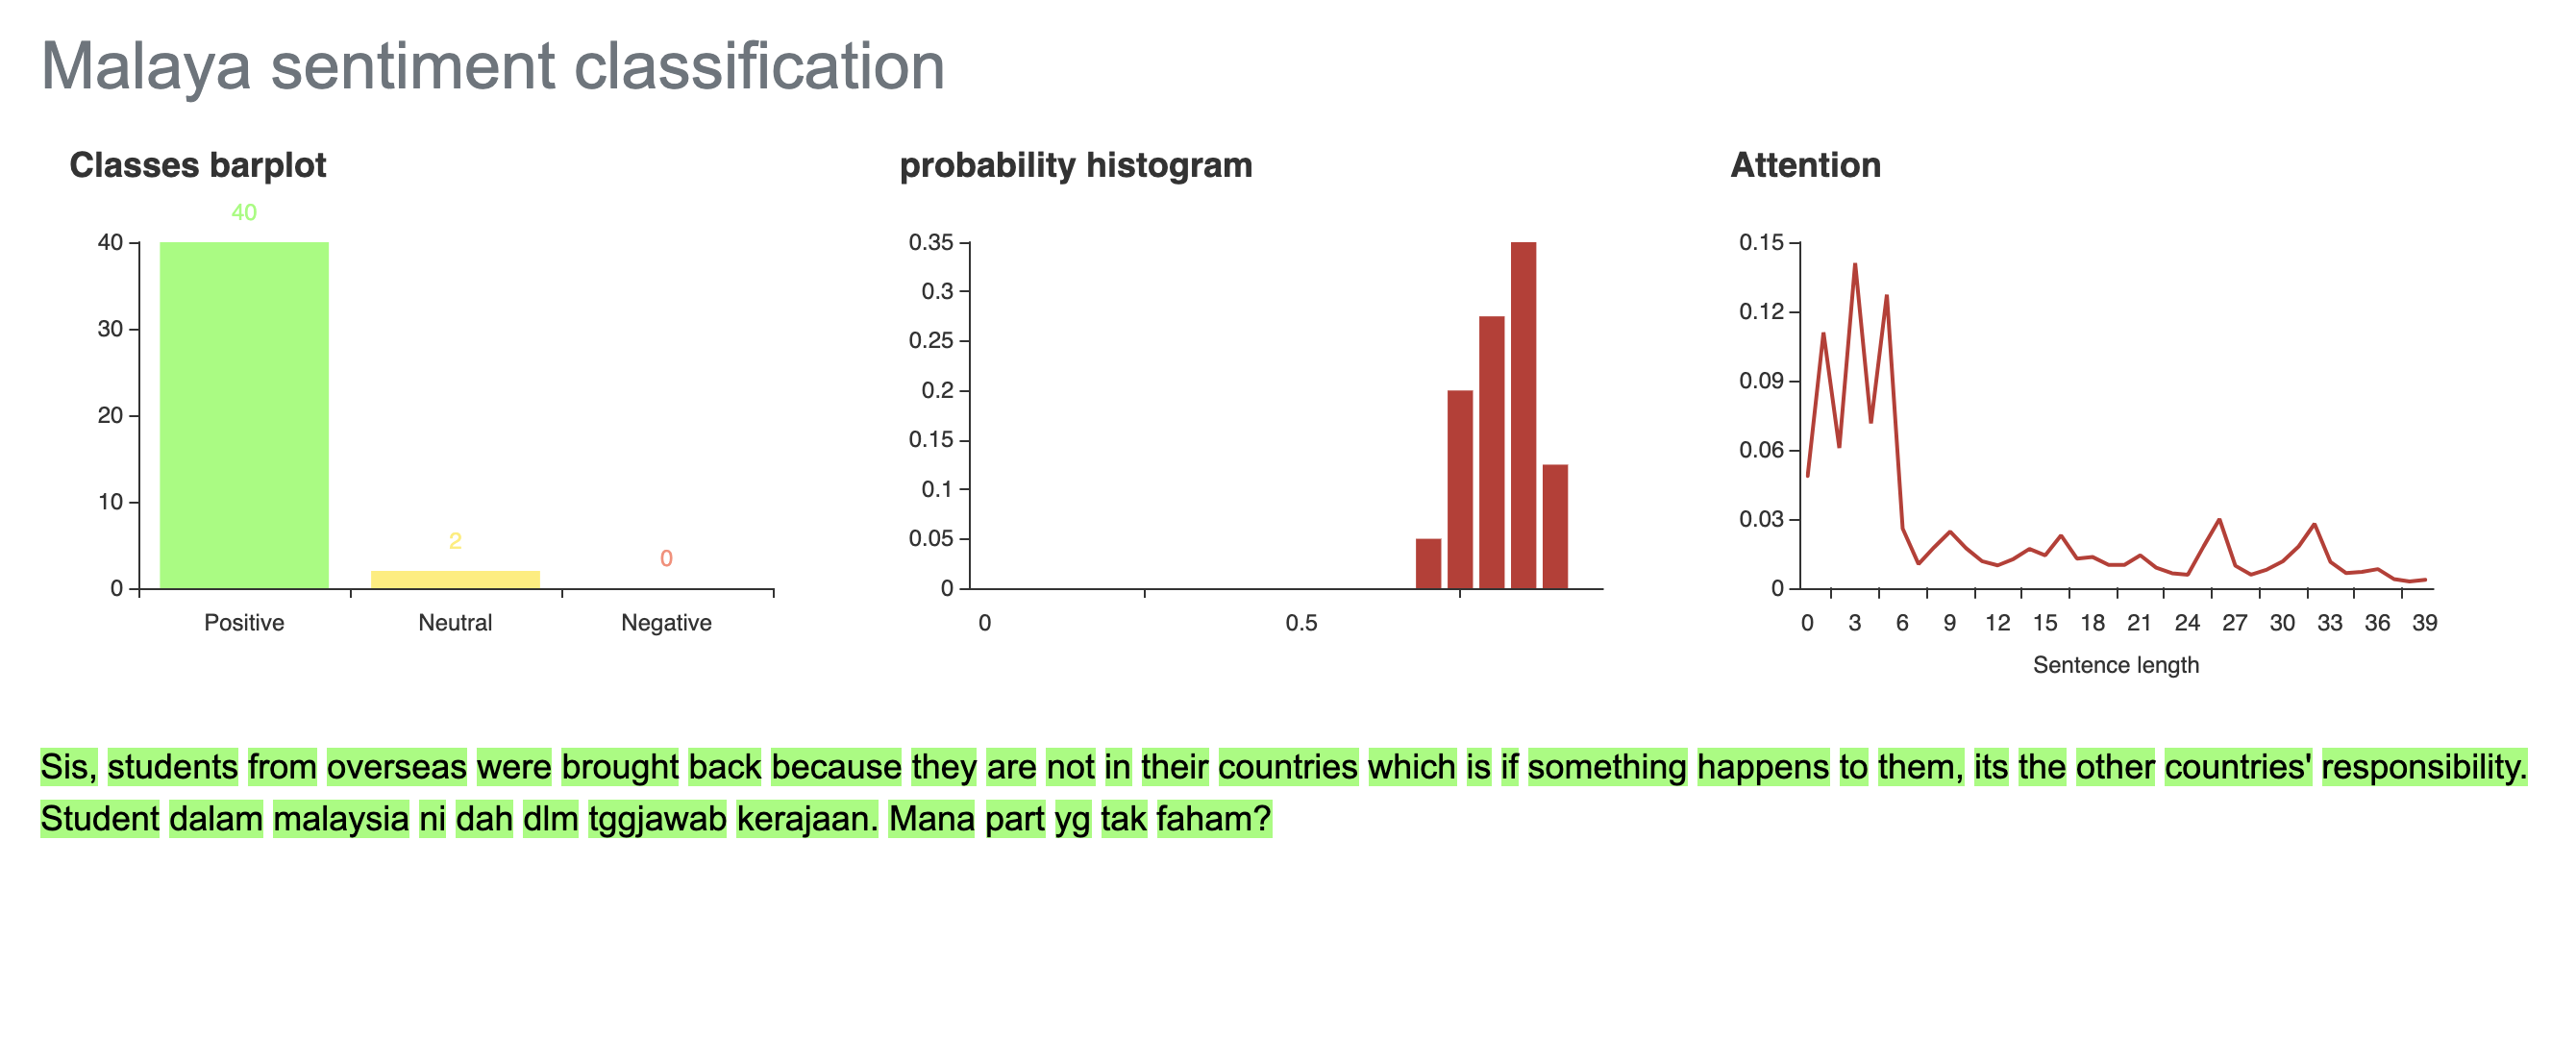 Malaya sentiment classification
Classes barplot
40
40
30
20
10
0
2
0
Positive Neutral Negative
probability histogram
0.35
0.3
0.25
0.2
0.15
0.1
0.05
0
0 0.5
Attention
0.15
0.12
0.09
0.06
0.03
0
0 3 6 9 12 15 18 21 24 27 30 33 36 39
Sentence length
Sis, students from overseas were brought back because they are not in their countries which is if something happens to them, its the other countries' responsibility.
Student dalam malaysia ni dah dlm tggjawab kerajaan. Mana part yg tak faham?